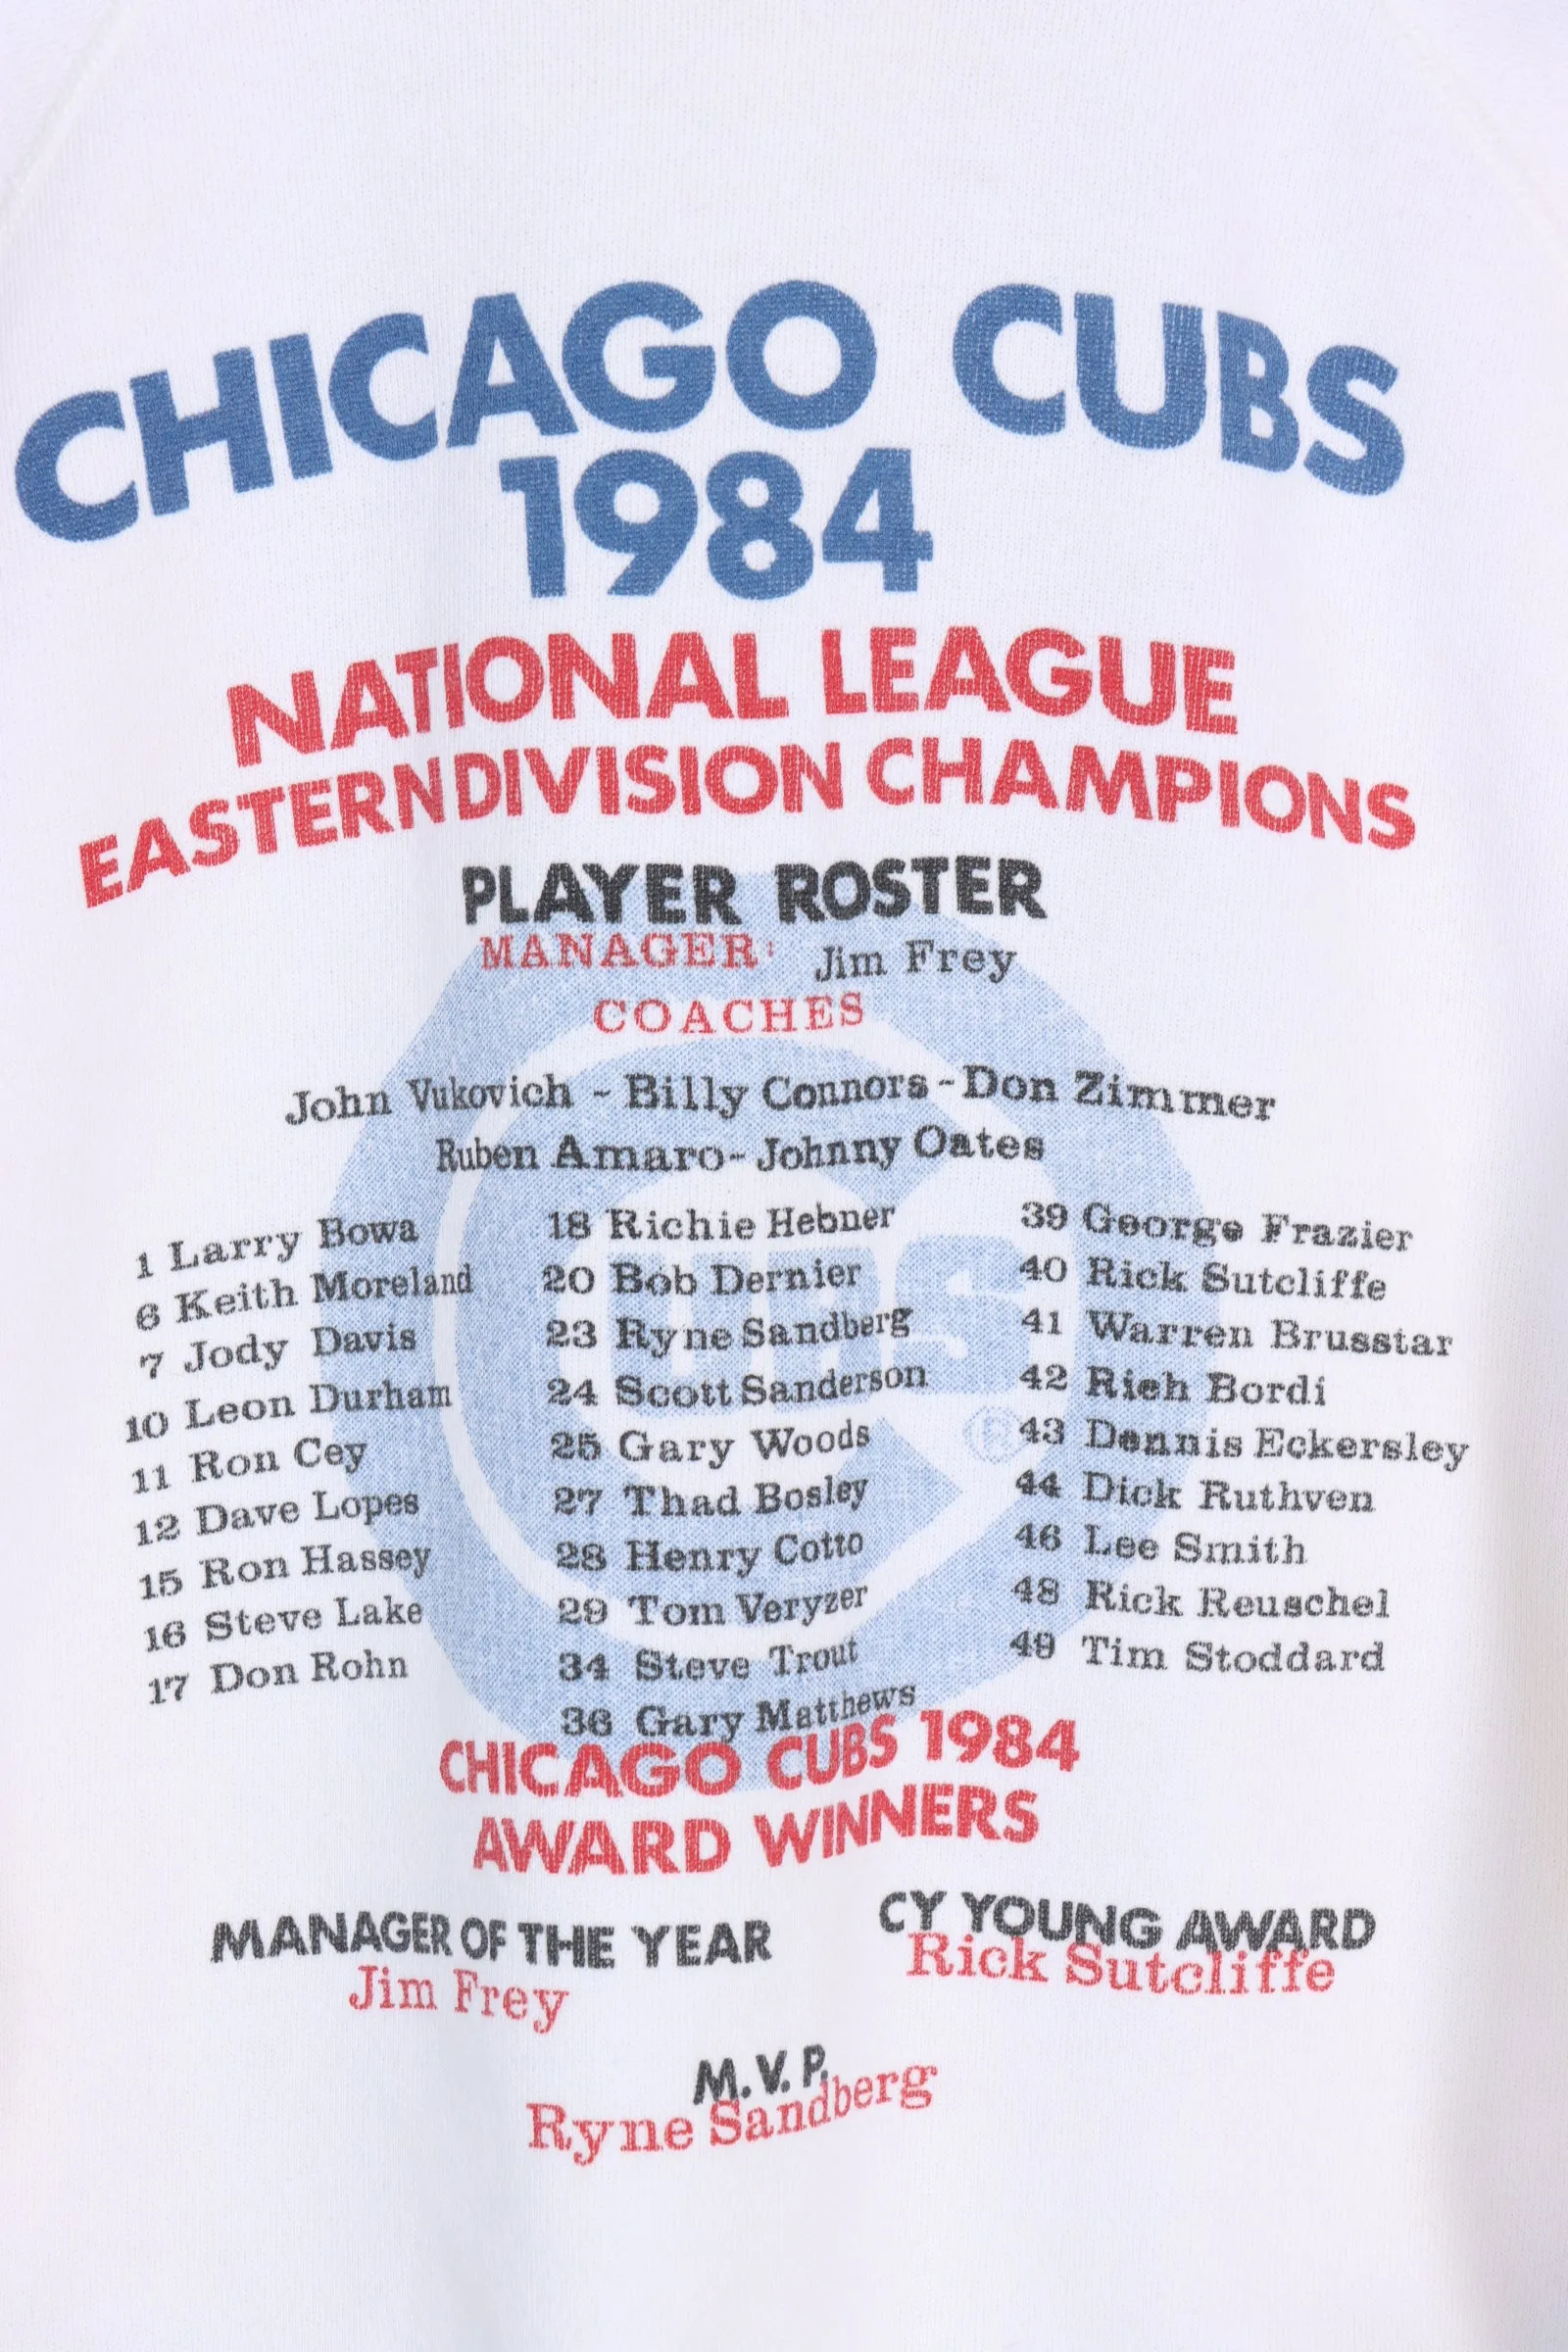 CHICAGO CUBS
1984
NATIONAL LEAGUE
EASTERN DIVISION CHAMPIONS
PLAYER ROSTER
MANAGER: Jim Frey
COACHES
John Vukovich - Billy Connors - Don Zimmer
Ruben Amaro - Johnny Oates
1 Larry Bowa
6 Keith Moreland
7 Jody Davis
10 Leon Durham
11 Ron Cey
12 Dave Lopes
15 Ron Hassey
16 Steve Lake
17 Don Rohn
18 Richie Hebner
20 Bob Dernier
23 Ryne Sandberg
24 Scott Sanderson
25 Gary Woods
27 Thad Bosley
28 Henry Cotto
29 Tom Veryzer
34 Steve Trout
36 Gary Matthews
39 George Frazier
40 Rick Sutcliffe
41 Warren Brusstar
42 Rich Bordi
43 Dennis Eckersley
44 Dick Ruthven
46 Lee Smith
48 Rick Reuschel
49 Tim Stoddard
UBS
®
CHICAGO CUBS 1984
AWARD WINNERS
MANAGER OF THE YEAR
Jim Frey
CY YOUNG AWARD
Rick Sutcliffe
M.V.P.
Ryne Sandberg